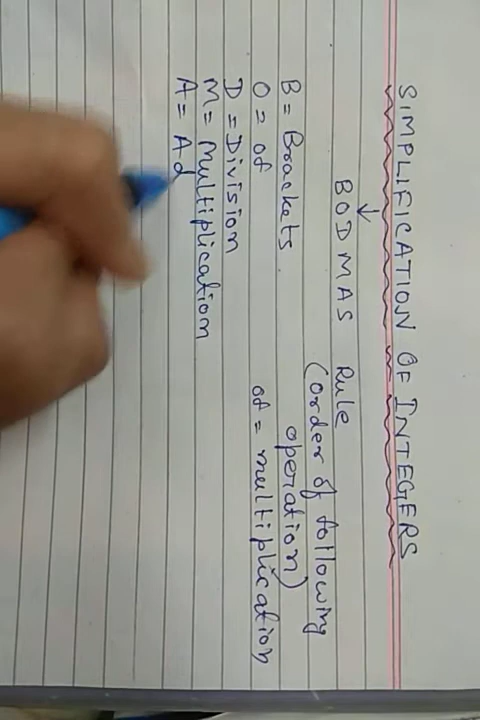 SIMPLIFICATION OF INTEGERS
BODMAS Rule
(order of following
operation)
B = Brackets
O = of of = multiplication
D = Division
M = Multiplication
A = Ad